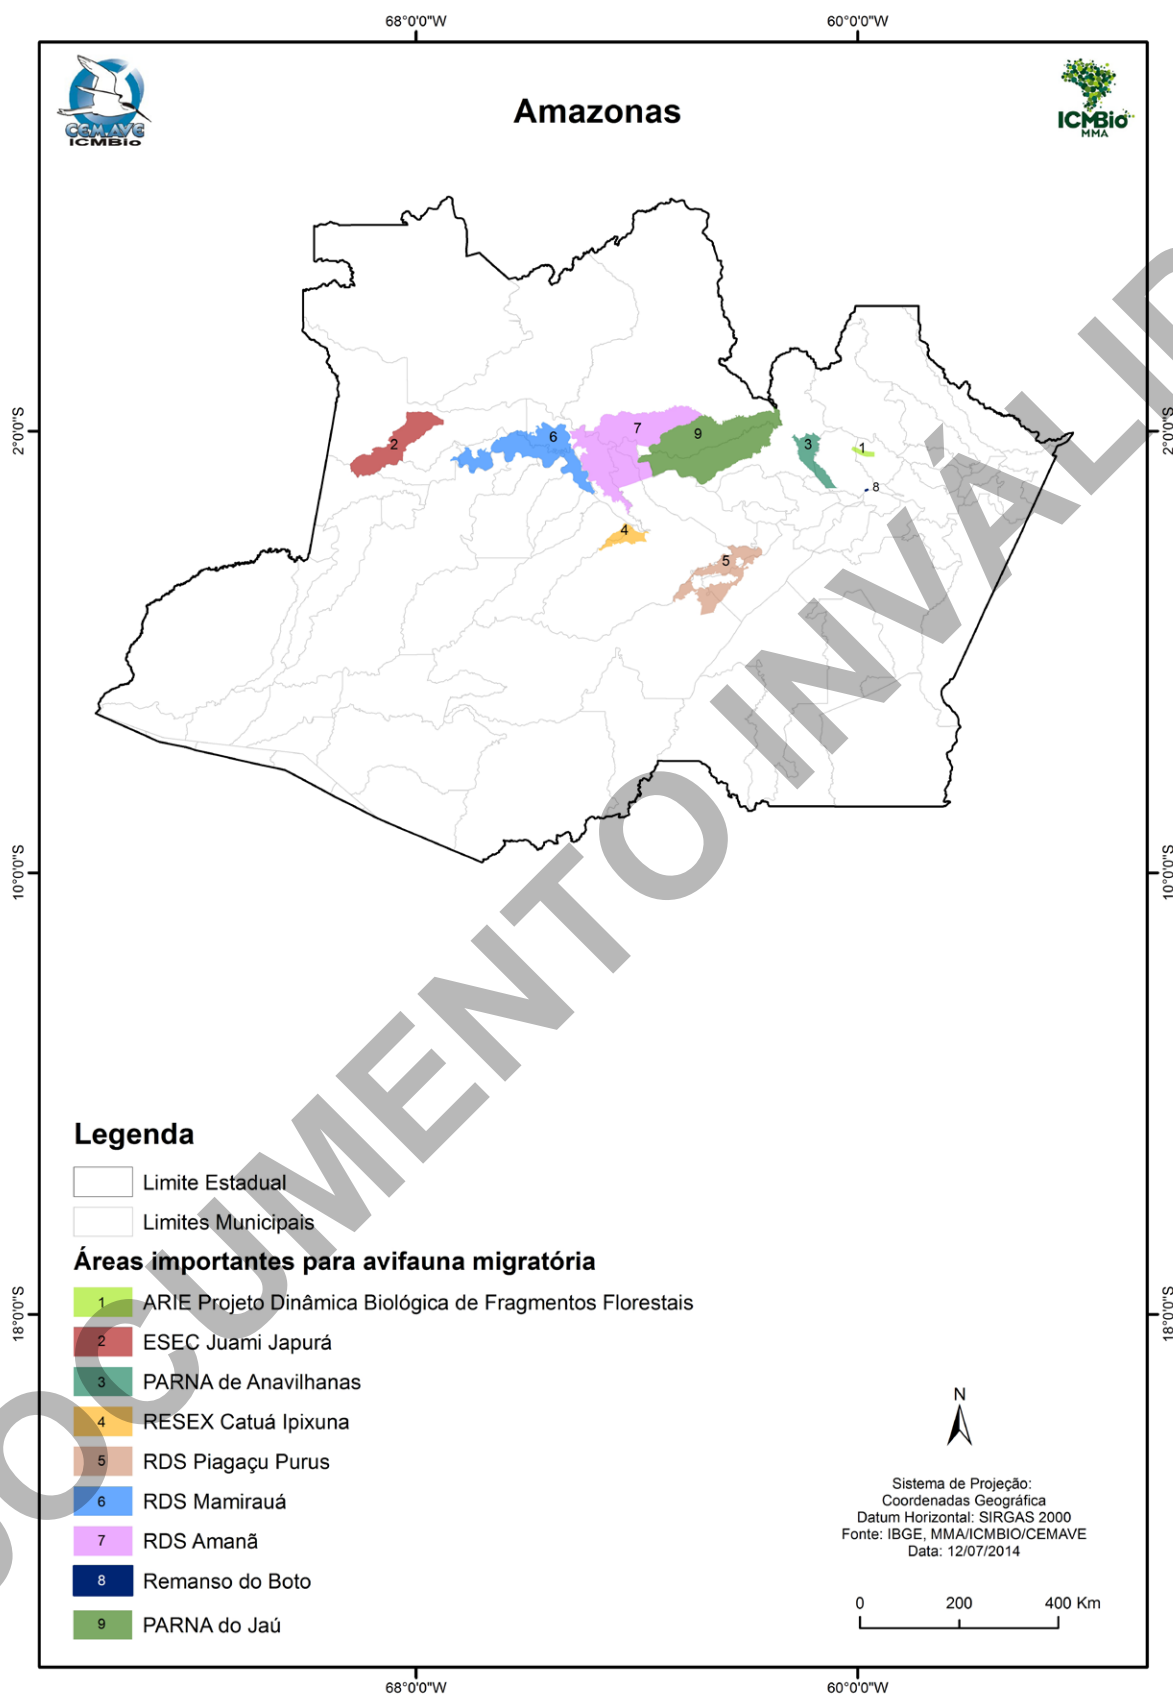 68°0'0"W
60°0'0"W
CEMAVE
ICMBio
Amazonas
ICMBio
MMA
2°0'0"S
2°0'0"S
2
6
7
9
3
1
8
4
5
10°0'0"S
10°0'0"S
DOCUMENTO INVÁLID
Legenda
Limite Estadual
Limites Municipais
Áreas importantes para avifauna migratória
1 ARIE Projeto Dinâmica Biológica de Fragmentos Florestais
18°0'0"S
18°0'0"S
2 ESEC Juami Japurá
3 PARNA de Anavilhanas
4 RESEX Catuá Ipixuna
5 RDS Piagaçu Purus
6 RDS Mamirauá
7 RDS Amanã
8 Remanso do Boto
9 PARNA do Jaú
N
Sistema de Projeção:
Coordenadas Geográfica
Datum Horizontal: SIRGAS 2000
Fonte: IBGE, MMA/ICMBIO/CEMAVE
Data: 12/07/2014
0 200 400 Km
68°0'0"W
60°0'0"W